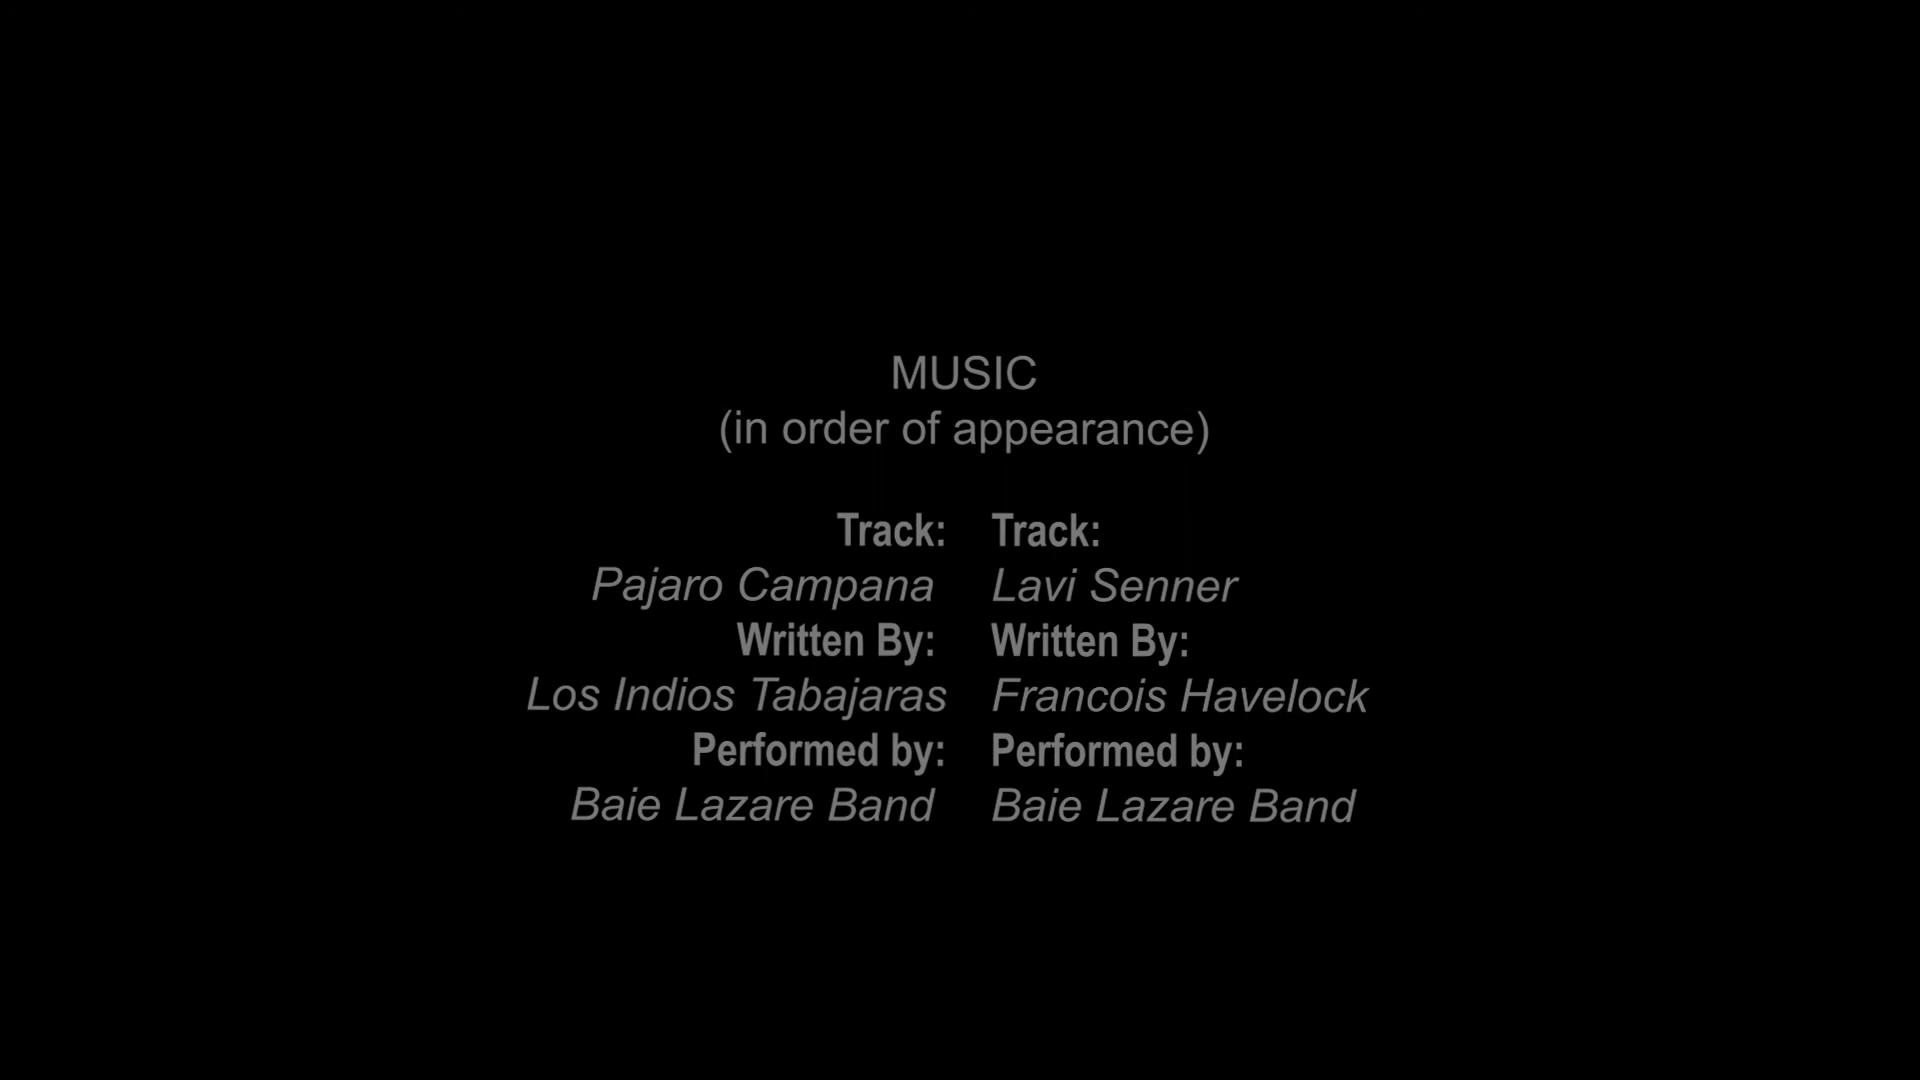 MUSIC
(in order of appearance)
Track:
Pajaro Campana
Written By:
Los Indios Tabajaras
Performed by:
Baie Lazare Band
Track:
Lavi Senner
Written By:
Francois Havelock
Performed by:
Baie Lazare Band